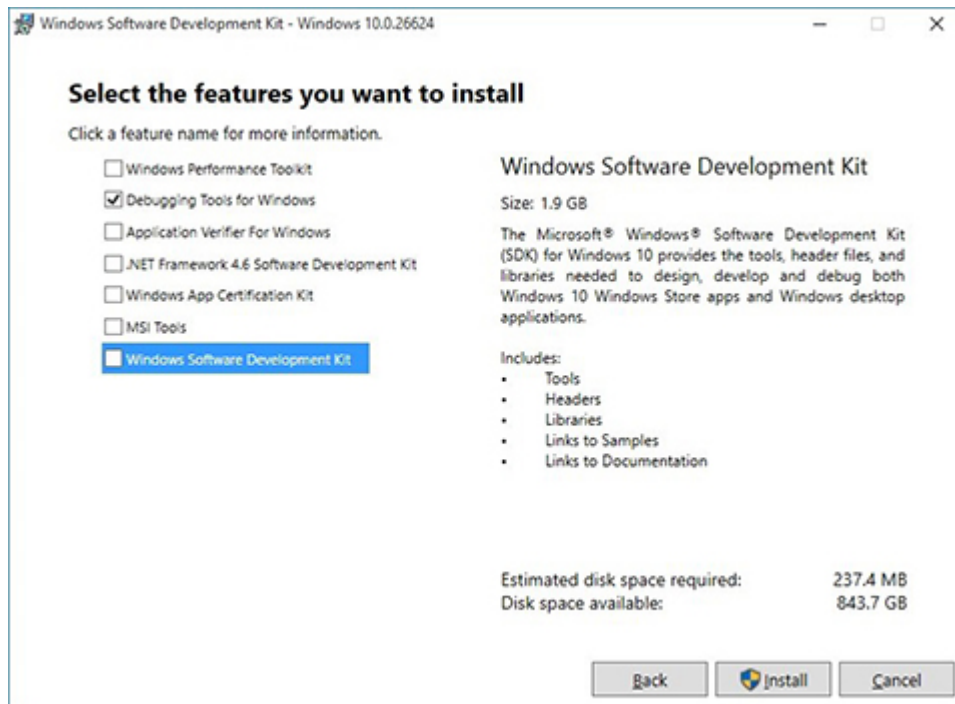 Windows Software Development Kit - Windows 10.0.26624
Select the features you want to install
Click a feature name for more information.
Windows Performance Toolkit
Debugging Tools for Windows
Application Verifier For Windows
.NET Framework 4.6 Software Development Kit
Windows App Certification Kit
MSI Tools
Windows Software Development Kit
Windows Software Development Kit
Size: 1.9 GB
The Microsoft® Windows® Software Development Kit
(SDK) for Windows 10 provides the tools, header files, and
libraries needed to design, develop and debug both
Windows 10 Windows Store apps and Windows desktop
applications.
Includes:
• Tools
• Headers
• Libraries
• Links to Samples
• Links to Documentation
Estimated disk space required: 237.4 MB
Disk space available: 843.7 GB
Back Install Cancel